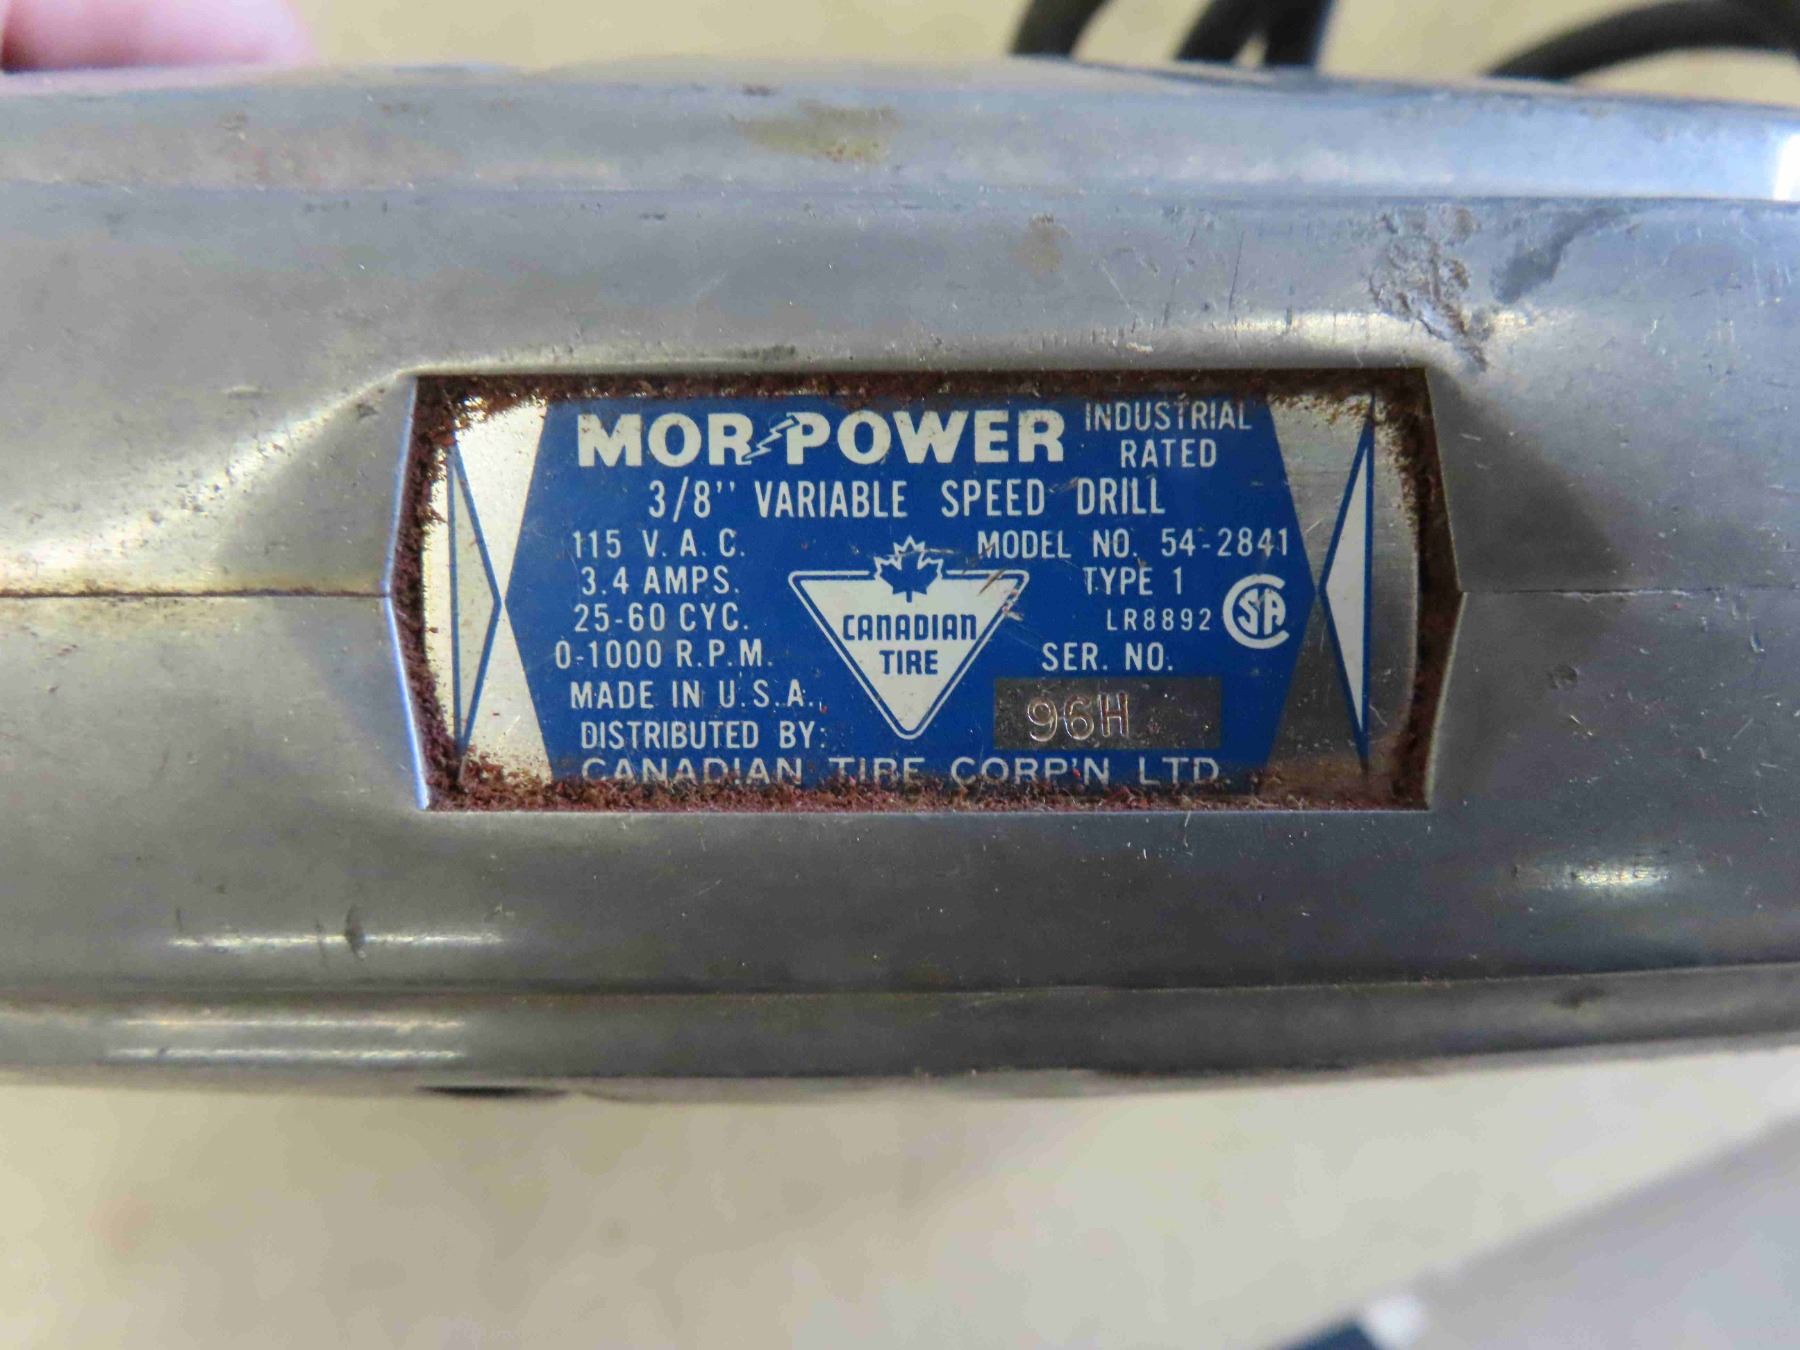 MOR-POWER INDUSTRIAL RATED
3/8" VARIABLE SPEED DRILL
115 V. A. C.
3.4 AMPS.
25-60 CYC.
0-1000 R.P.M.
MADE IN U.S.A.,
DISTRIBUTED BY:
CANADIAN TIRE CORP'N LTD.
CANADIAN
TIRE
MODEL NO. 54-2841
TYPE 1
LR8892 CSA
SER. NO.
96H